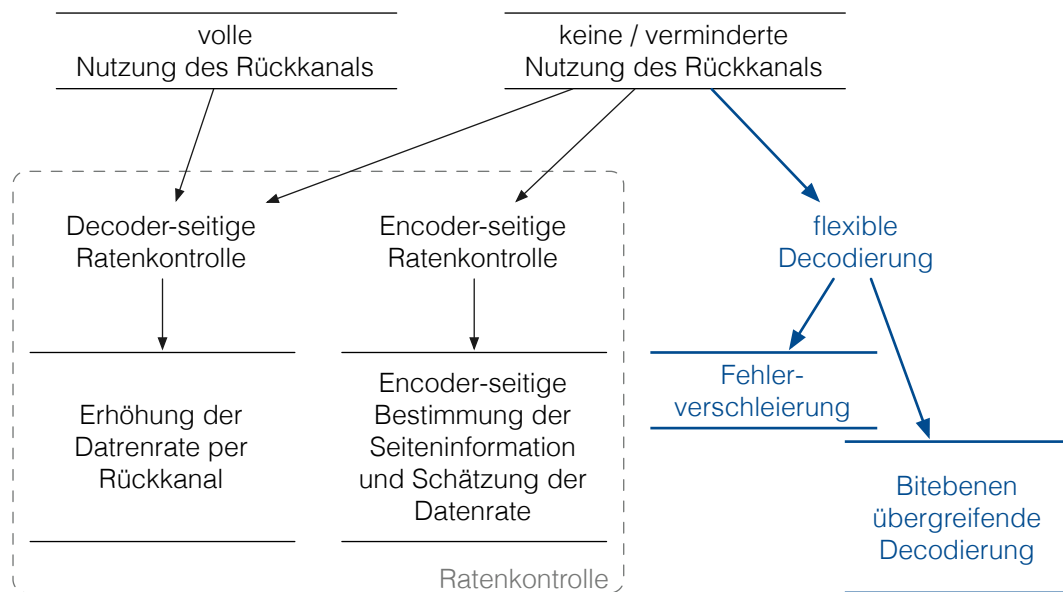 volle
Nutzung des Rückkanals
keine / verminderte
Nutzung des Rückkanals
Decoder-seitige
Ratenkontrolle
Encoder-seitige
Ratenkontrolle
flexible
Decodierung
Erhöhung der
Datrenrate per
Rückkanal
Encoder-seitige
Bestimmung der
Seiteninformation
und Schätzung der
Datenrate
Fehler-
verschleierung
Bitebenen
übergreifende
Decodierung
Ratenkontrolle